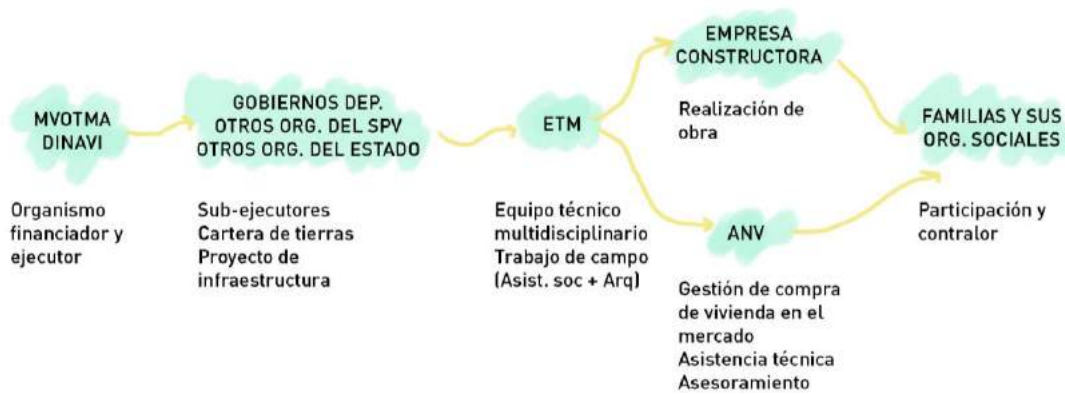 MVOTMA
DINAVI
Organismo
financiador y
ejecutor
GOBIERNOS DEP.
OTROS ORG. DEL SPV
OTROS ORG. DEL ESTADO
Sub-ejecutores
Cartera de tierras
Proyecto de
infraestructura
ETM
Equipo técnico
multidisciplinario
Trabajo de campo
(Asist. soc + Arq)
EMPRESA
CONSTRUCTORA
Realización de
obra
ANV
Gestión de compra
de vivienda en el
mercado
Asistencia técnica
Asesoramiento
FAMILIAS Y SUS
ORG. SOCIALES
Participación y
contralor